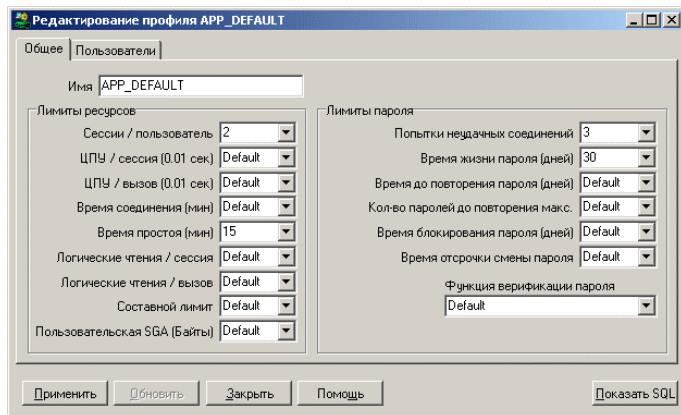 Редактирование профиля APP_DEFAULT
Общее Пользователи
Имя APP_DEFAULT
Лимиты ресурсов
Сессии / пользователь 2
ЦПУ / сессия (0.01 сек) Default
ЦПУ / вызов (0.01 сек) Default
Время соединения (мин) Default
Время простоя (мин) 15
Логические чтения / сессия Default
Логические чтения / вызов Default
Составной лимит Default
Пользовательская SGA (Байты) Default
Лимиты пароля
Попытки неудачных соединений 3
Время жизни пароля (дней) 30
Время до повторения пароля (дней) Default
Кол-во паролей до повторения макс. Default
Время блокирования пароля (дней) Default
Время отсрочки смены пароля Default
Функция верификации пароля
Default
Применить Обновить Закрыть Помощь Показать SQL